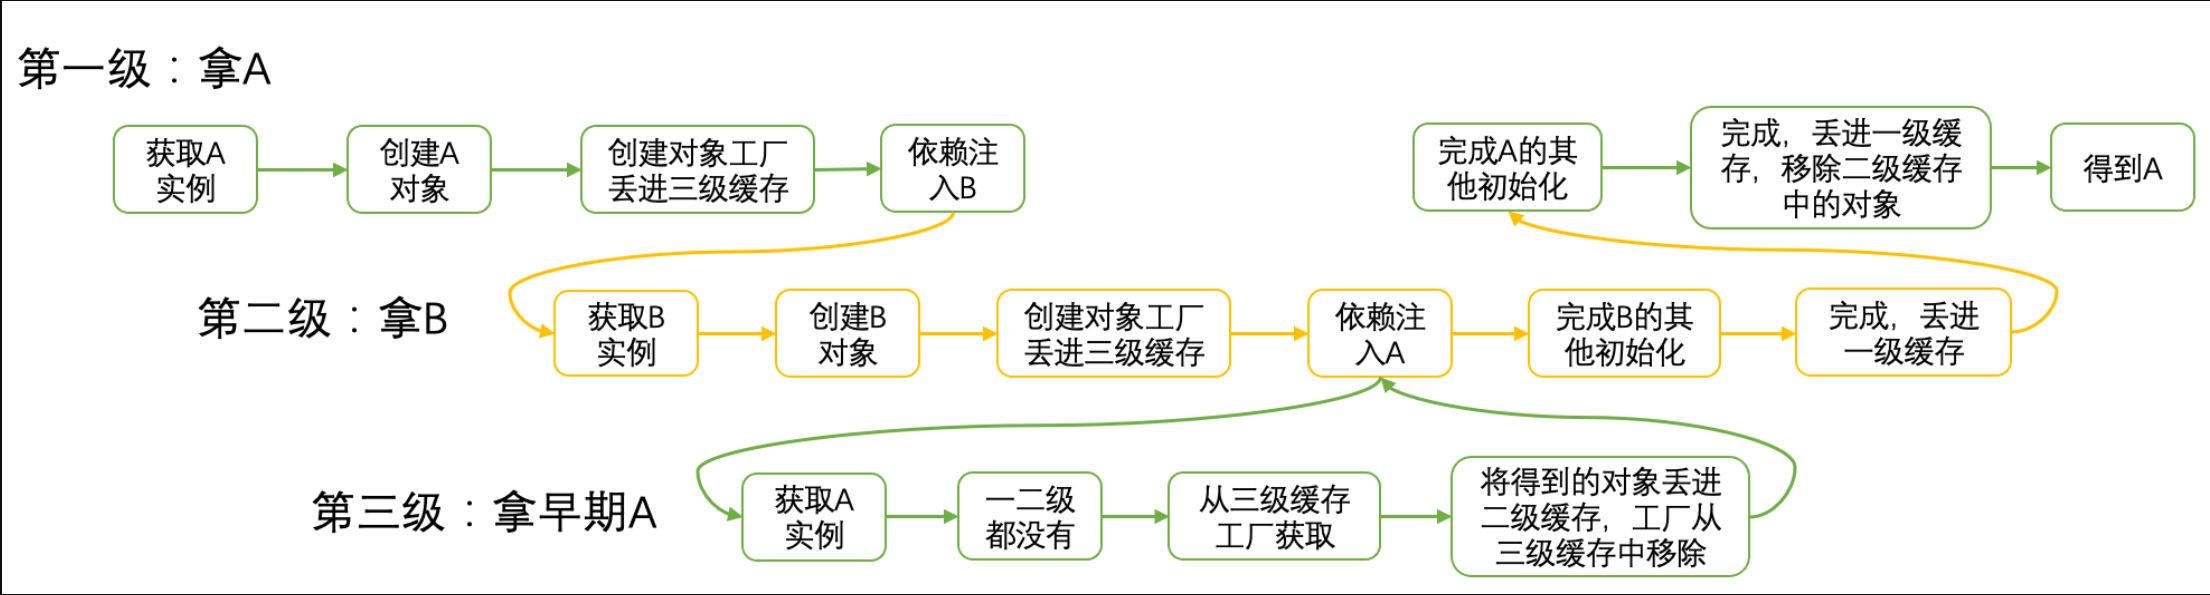 第一级：拿A
获取A
实例
创建A
对象
创建对象工厂
丢进三级缓存
依赖注
入B
完成A的其
他初始化
完成，丢进一级缓
存，移除二级缓存
中的对象
得到A
第二级：拿B
获取B
实例
创建B
对象
创建对象工厂
丢进三级缓存
依赖注
入A
完成B的其
他初始化
完成，丢进
一级缓存
第三级：拿早期A
获取A
实例
一二级
都没有
从三级缓存
工厂获取
将得到的对象丢进
二级缓存，工厂从
三级缓存中移除